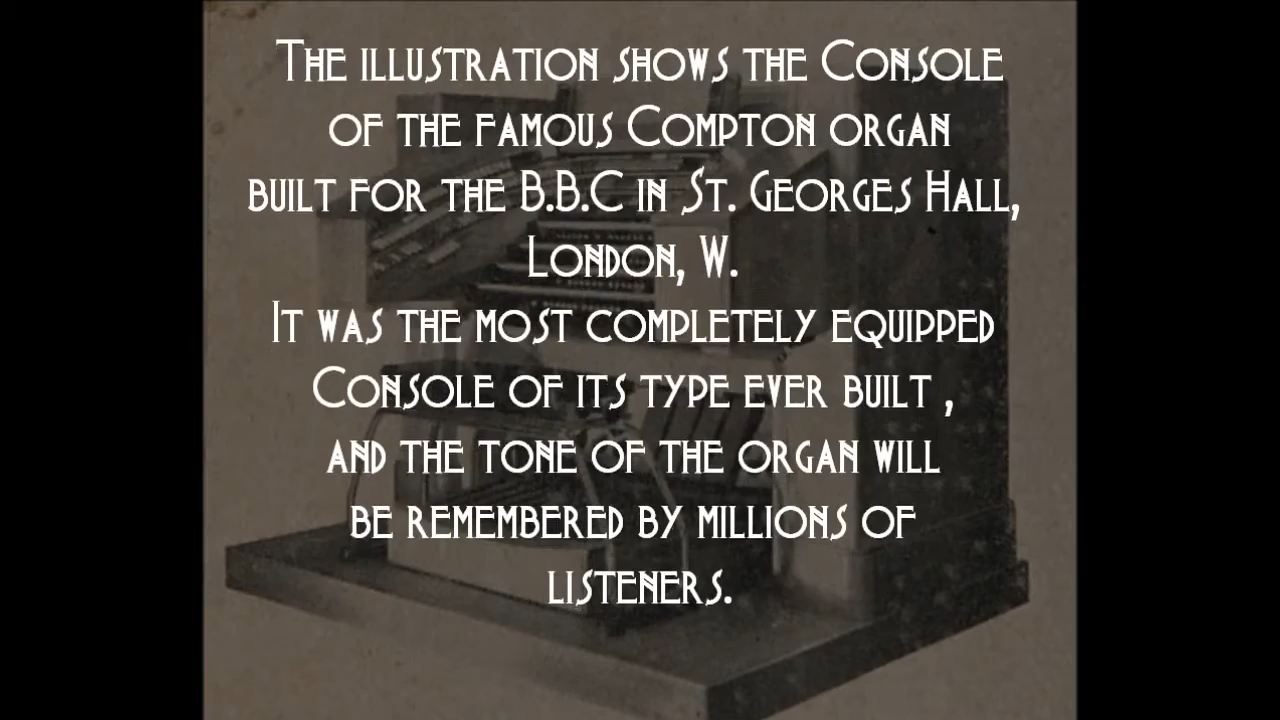 The illustration shows the Console
of the famous Compton organ
built for the B.B.C in St. Georges Hall,
London, W.
It was the most completely equipped
Console of its type ever built ,
and the tone of the organ will
be remembered by millions of
listeners.